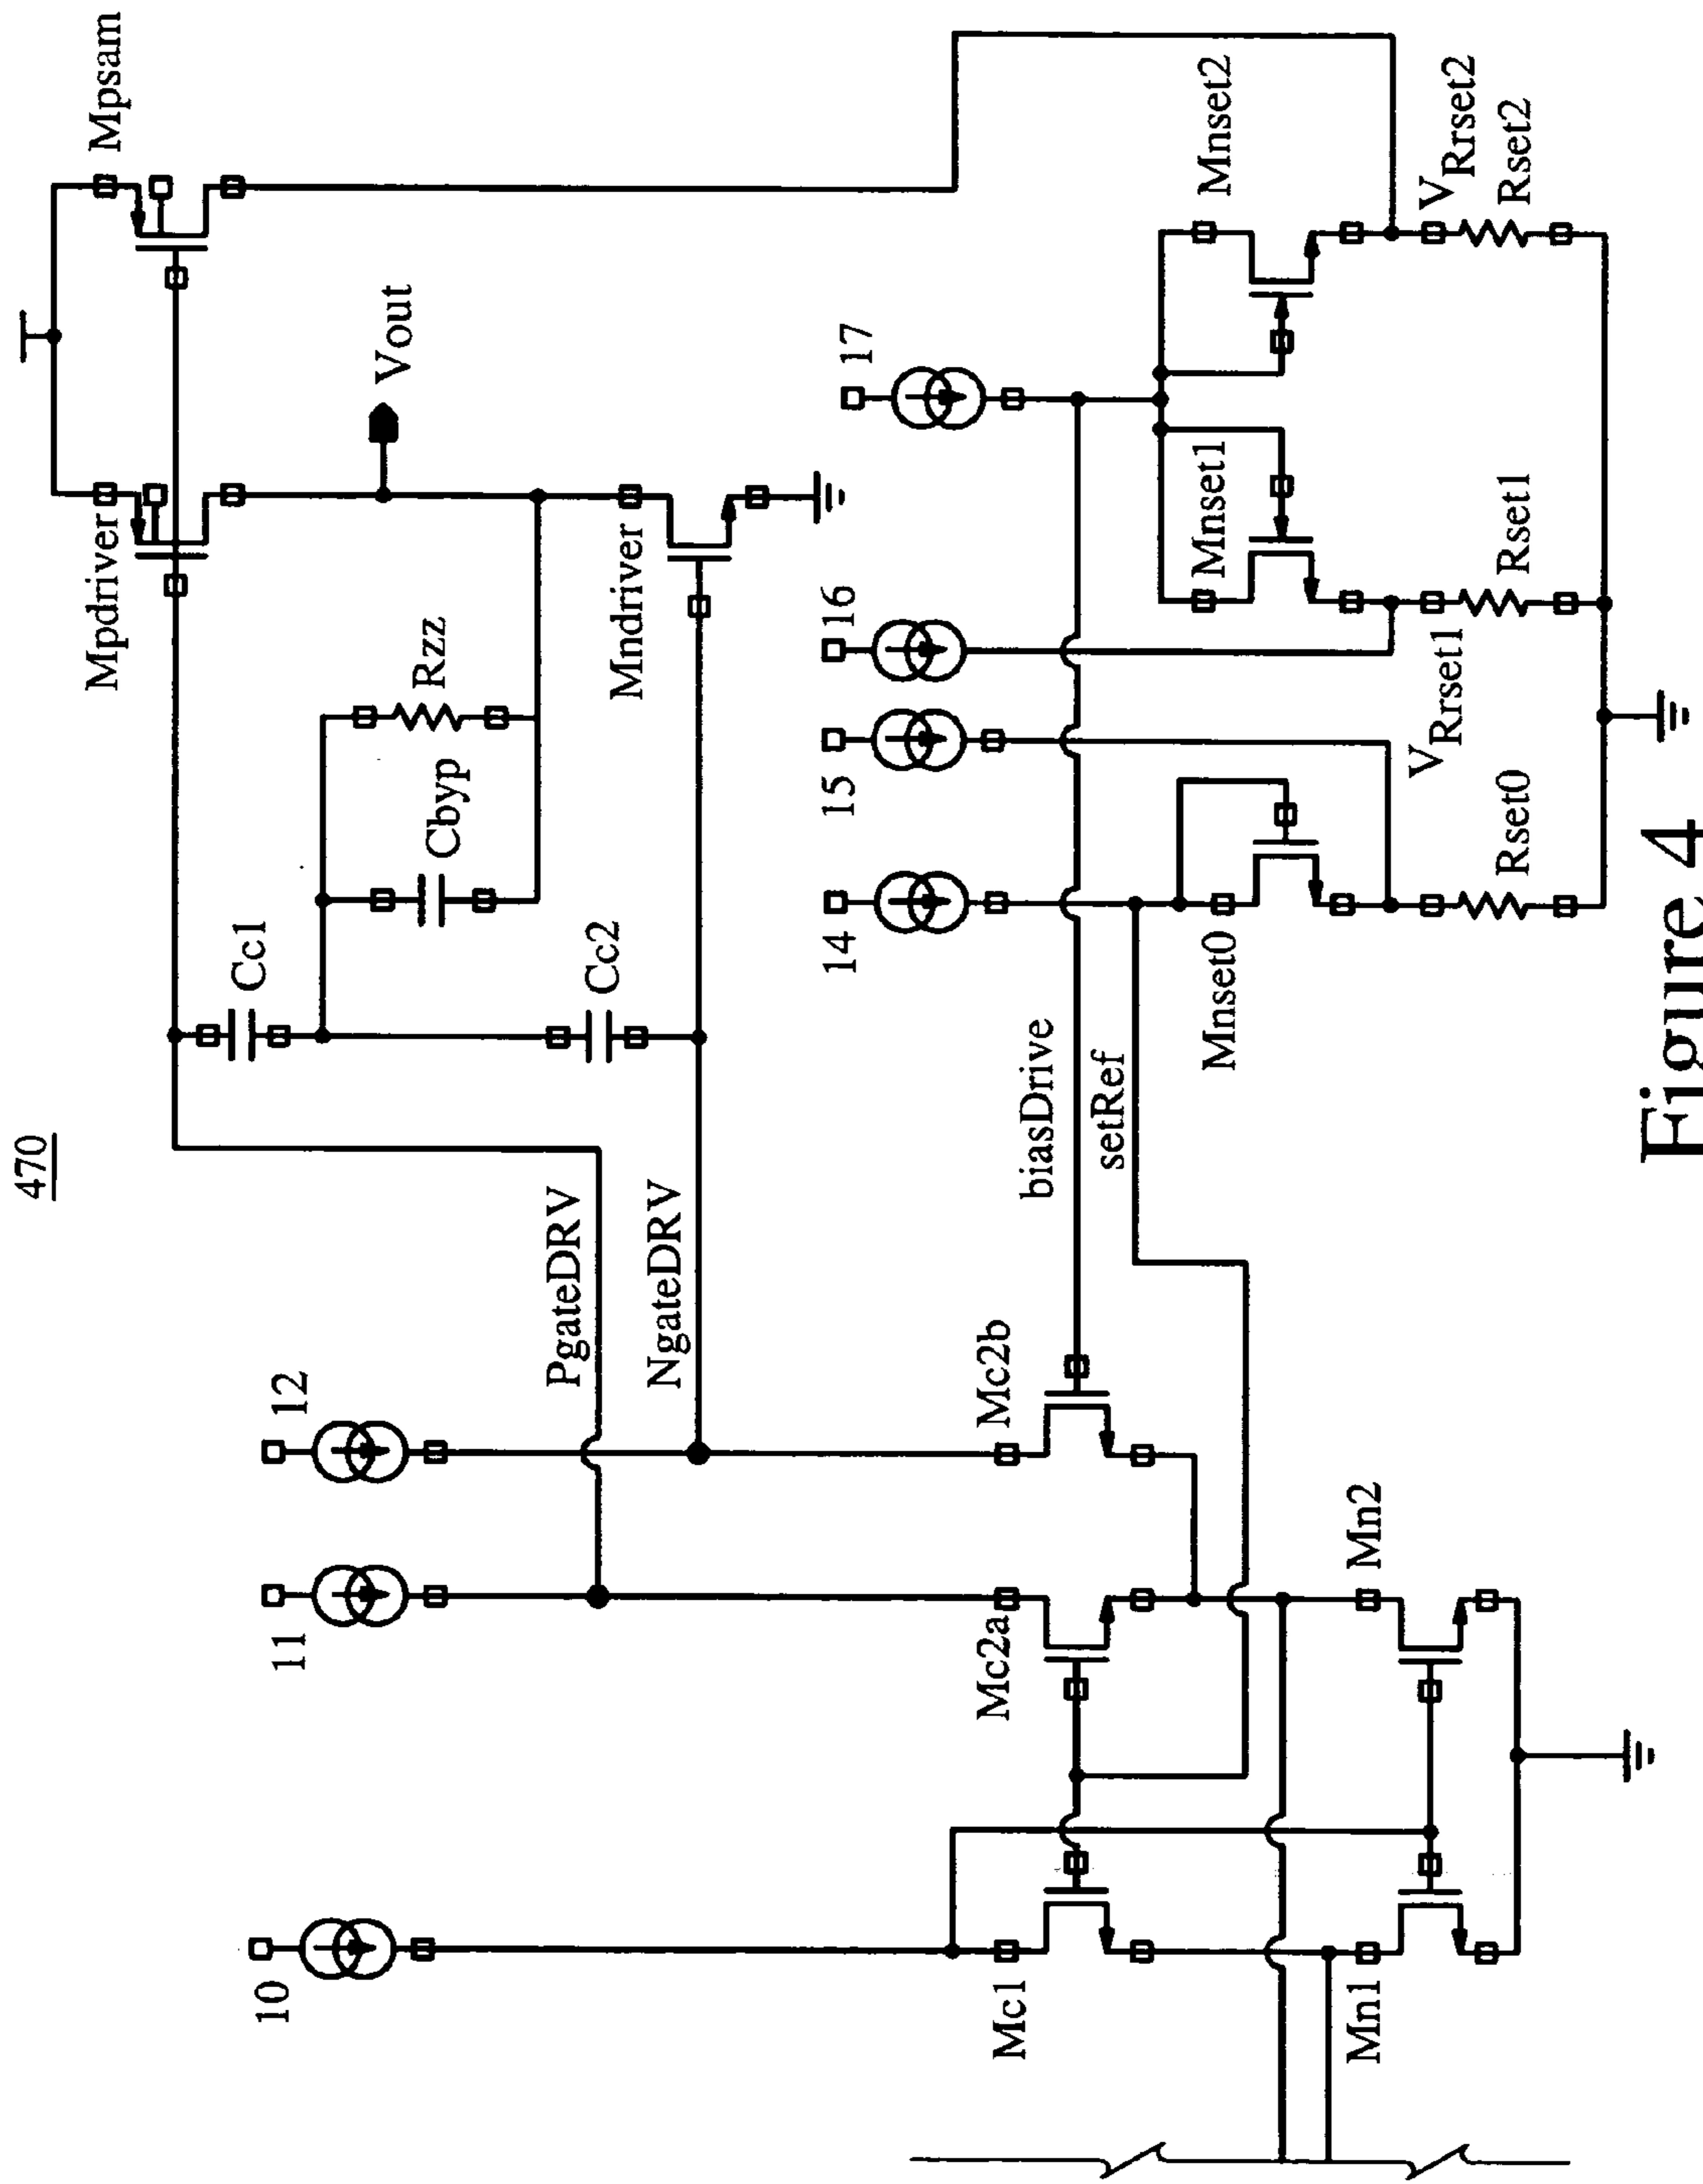 470
Mpsam
Mpdriver
Vout
Rzz
Cbyp
Cc1
Cc2
Mndriver
PgateDRV
NgateDRV
10
11
12
14
15
16
17
biasDrive
setRef
Mc1
Mc2a
Mc2b
Mn1
Mn2
Mnset0
Mnset1
Mnset2
VRrset1
VRrset2
Rset0
Rset1
Rset2
Figure 4